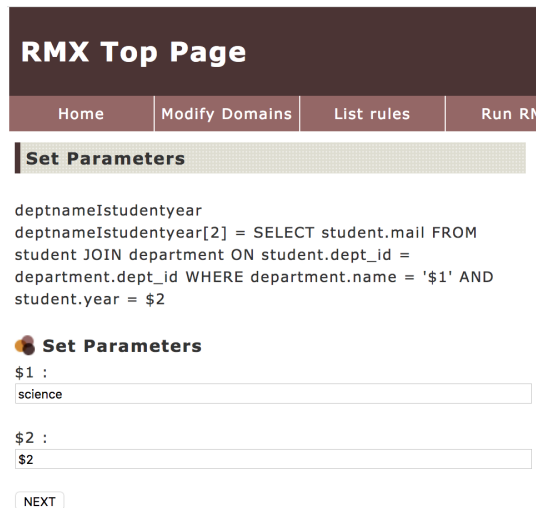 RMX Top Page
Home Modify Domains List rules Run RM
Set Parameters
deptnameIstudentyear
deptnameIstudentyear[2] = SELECT student.mail FROM
student JOIN department ON student.dept_id =
department.dept_id WHERE department.name = '$1' AND
student.year = $2
Set Parameters
$1 :
science
$2 :
$2
NEXT